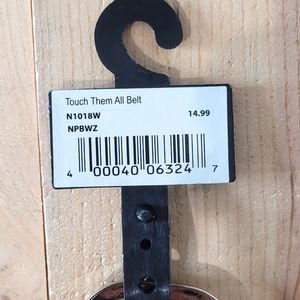 Touch Them All Belt
N1018W 14.99
NPBWZ
4 00040 06324 7